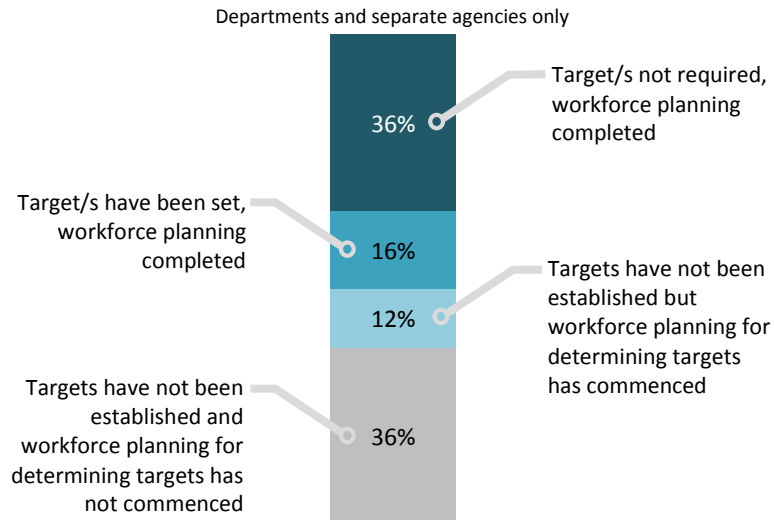 Departments and separate agencies only
36%
Target/s not required,
workforce planning
completed
Target/s have been set,
workforce planning
completed
16%
12%
Targets have not been
established but
workforce planning for
determining targets
has commenced
Targets have not been
established and
workforce planning for
determining targets has
not commenced
36%